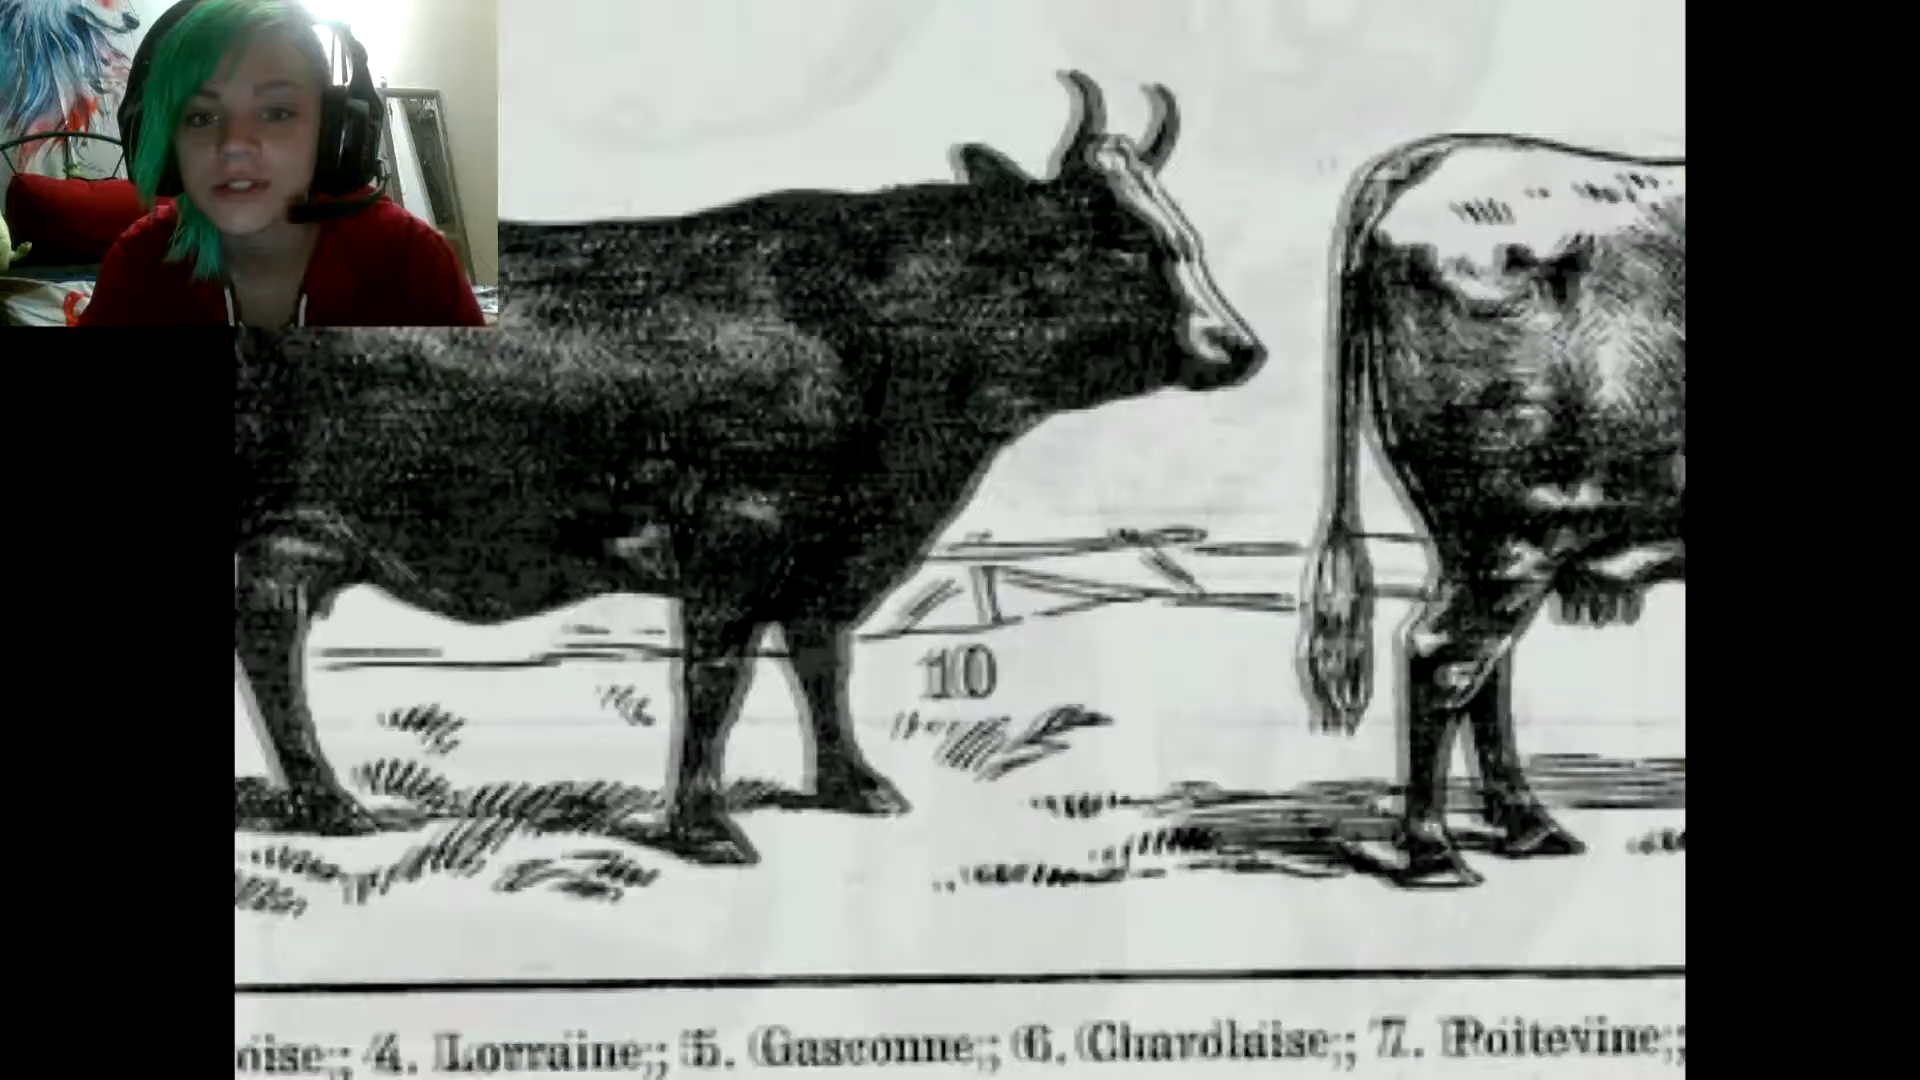 10
oise; 4. Lorraine; 5. Gasconne; 6. Charolaise; 7. Poitevine;